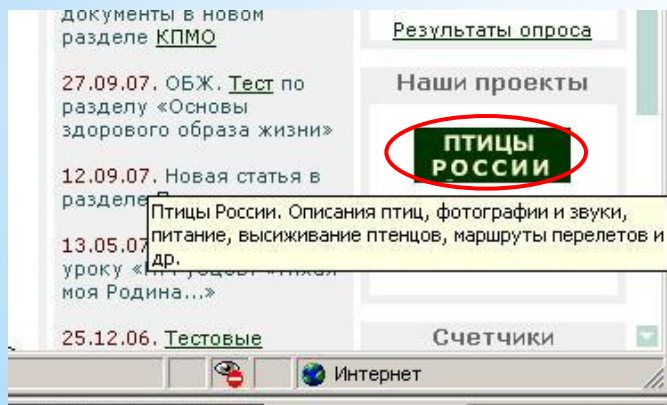 документы в новом
разделе КПМО
27.09.07. ОБЖ. Тест по
разделу «Основы
здорового образа жизни»
12.09.07. Новая статья в
разделе
13.05.07
уроку
моя Родина...»
25.12.06. Тестовые
Результаты опроса
Наши проекты
ПТИЦЫ
РОССИИ
Птицы России. Описания птиц, фотографии и звуки,
питание, высиживание птенцов, маршруты перелетов и
др.
Счетчики
Интернет